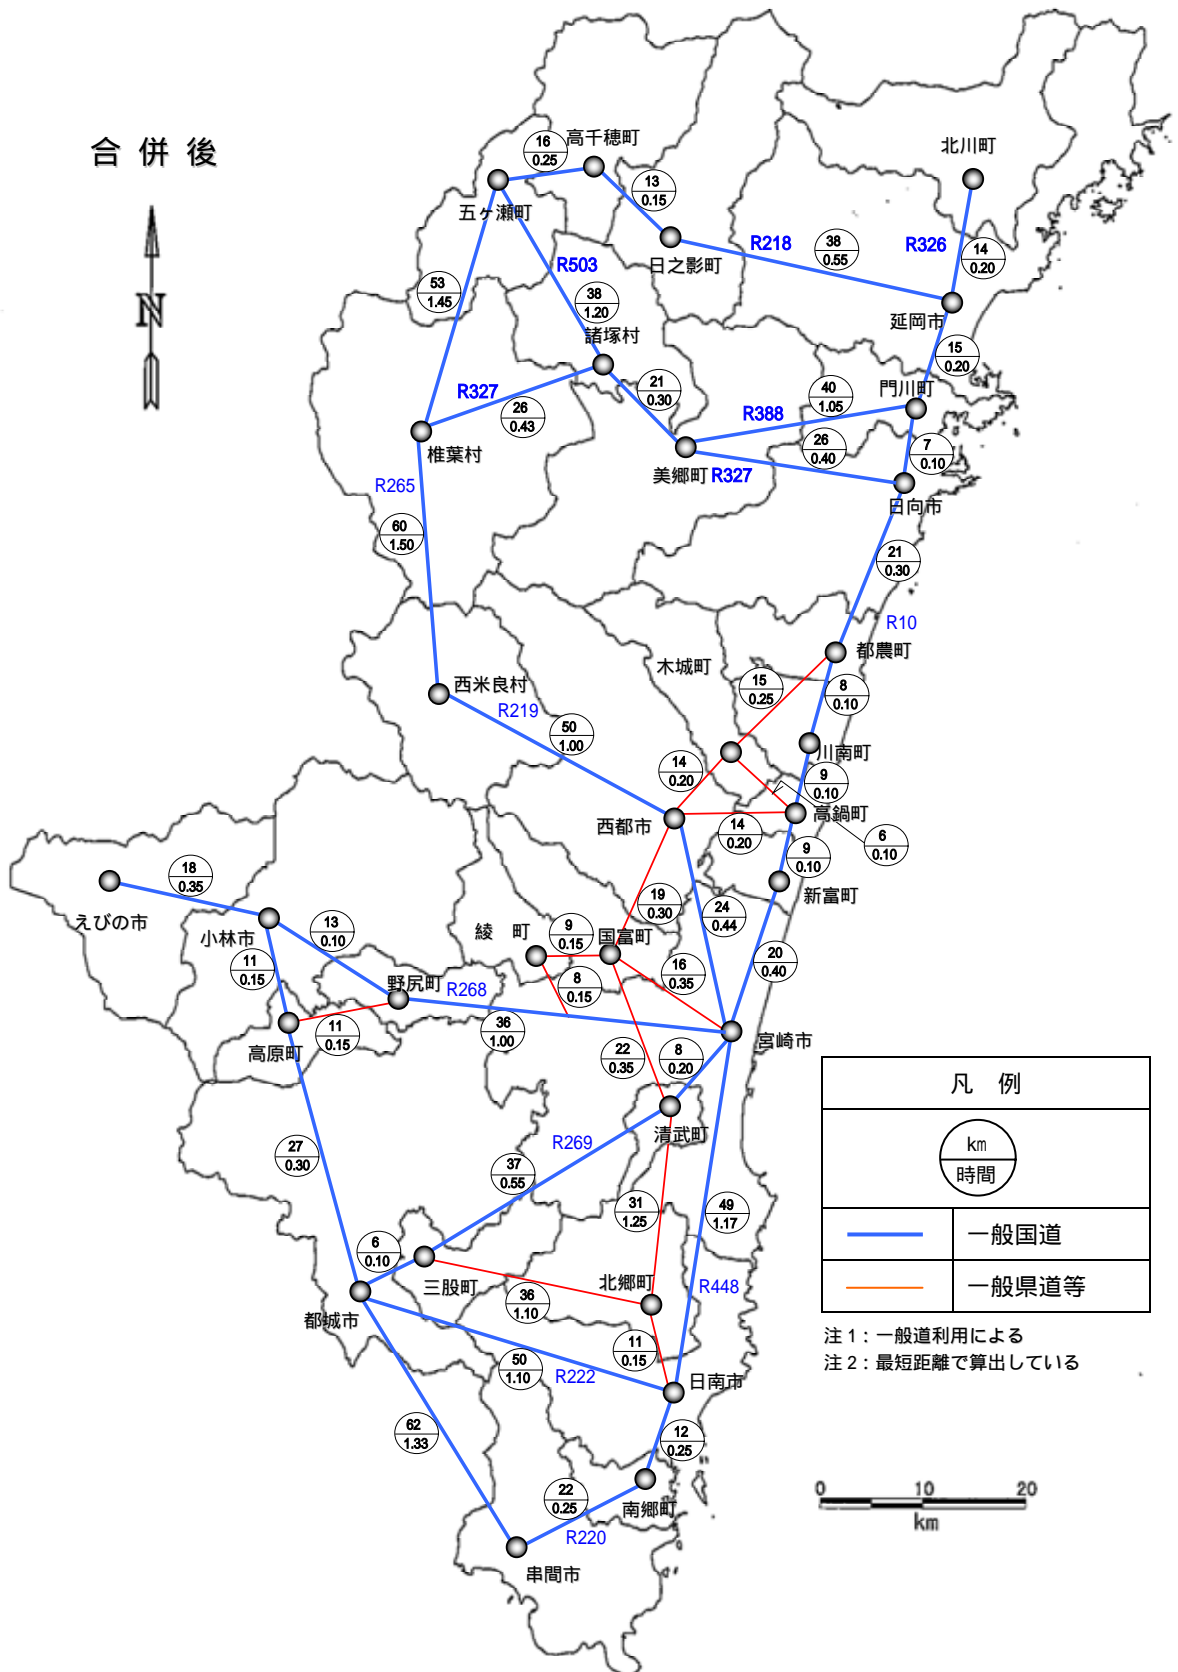 合併後
N
16
0.25
高千穂町
北川町
13
0.15
五ヶ瀬町
R218
38
0.55
R326
14
0.20
日之影町
R503
53
1.45
38
1.20
延岡市
諸塚村
15
0.20
21
0.30
40
1.05
門川町
R327
26
0.43
R388
椎葉村
26
0.40
7
0.10
美郷町
R327
R265
日向市
60
1.50
21
0.30
R10
都農町
木城町
西米良村
15
0.25
8
0.10
R219
50
1.00
川南町
14
0.20
9
0.10
高鍋町
西都市
14
0.20
6
0.10
9
0.10
18
0.35
新富町
えびの市
19
0.30
24
0.44
小林市
13
0.10
綾町
9
0.15
国富町
20
0.40
11
0.15
16
0.35
野尻町
R268
8
0.15
11
0.15
36
1.00
宮崎市
高原町
22
0.35
8
0.20
凡例
km
時間
一般国道
一般県道等
清武町
R269
27
0.30
37
0.55
31
1.25
49
1.17
6
0.10
三股町
北郷町
R448
都城市
36
1.10
注1：一般道利用による
注2：最短距離で算出している
11
0.15
50
1.10
R222
日南市
62
1.33
12
0.25
22
0.25
南郷町
R220
串間市
0 10 20
km